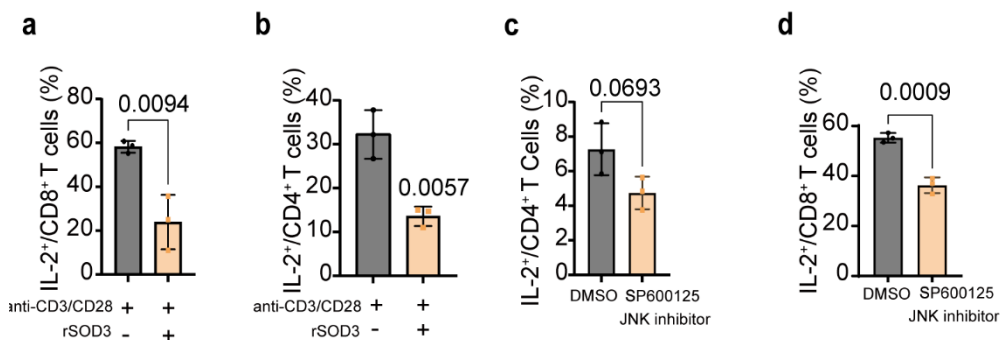 a
IL-2⁺/CD8⁺ T cells (%)
80
60
40
20
0
0.0094
anti-CD3/CD28 + +
rSOD3 - +
b
IL-2⁺/CD4⁺ T cells (%)
40
30
20
10
0
0.0057
anti-CD3/CD28 + +
rSOD3 - +
c
IL-2⁺/CD4⁺ T Cells (%)
10
8
6
4
2
0
0.0693
DMSO SP600125
JNK inhibitor
d
IL-2⁺/CD8⁺ T cells (%)
60
40
20
0
0.0009
DMSO SP600125
JNK inhibitor